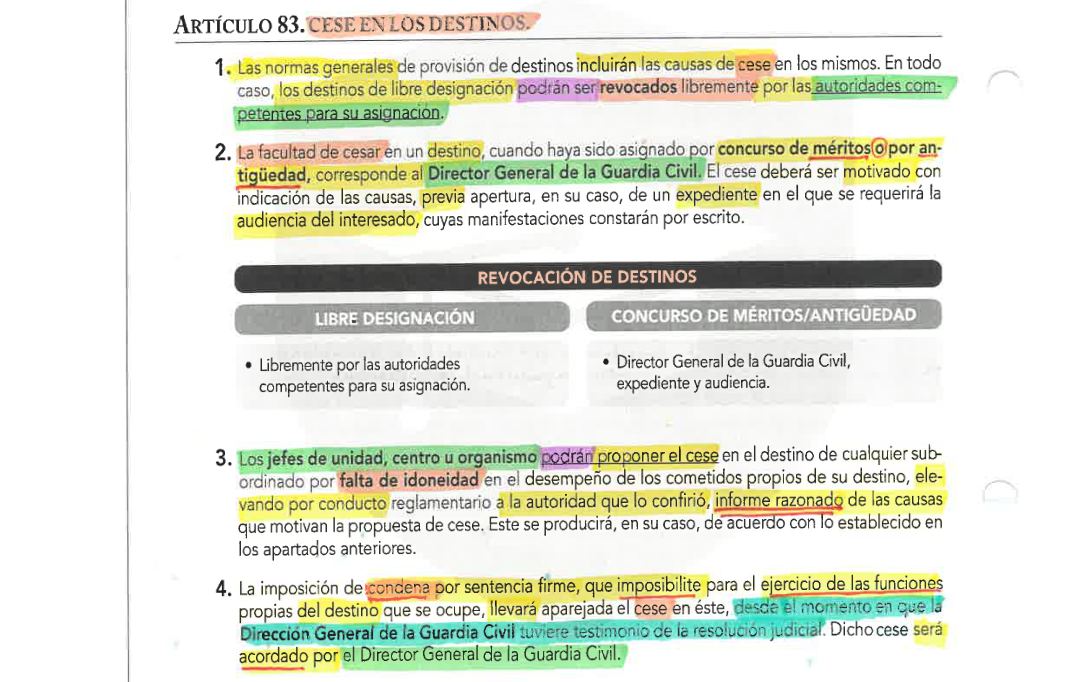 ARTÍCULO 83. CESE EN LOS DESTINOS.
1. Las normas generales de provisión de destinos incluirán las causas de cese en los mismos. En todo
caso, los destinos de libre designación podrán ser revocados libremente por las autoridades com-
petentes para su asignación.
2. La facultad de cesar en un destino, cuando haya sido asignado por concurso de méritos o por an-
tigüedad, corresponde al Director General de la Guardia Civil. El cese deberá ser motivado con
indicación de las causas, previa apertura, en su caso, de un expediente en el que se requerirá la
audiencia del interesado, cuyas manifestaciones constarán por escrito.
REVOCACIÓN DE DESTINOS
LIBRE DESIGNACIÓN
• Libremente por las autoridades
competentes para su asignación.
CONCURSO DE MÉRITOS/ANTIGÜEDAD
• Director General de la Guardia Civil,
expediente y audiencia.
3. Los jefes de unidad, centro u organismo podrán proponer el cese en el destino de cualquier sub-
ordinado por falta de idoneidad en el desempeño de los cometidos propios de su destino, ele-
vando por conducto reglamentario a la autoridad que lo confirió, informe razonado de las causas
que motivan la propuesta de cese. Este se producirá, en su caso, de acuerdo con lo establecido en
los apartados anteriores.
4. La imposición de condena por sentencia firme, que imposibilite para el ejercicio de las funciones
propias del destino que se ocupe, llevará aparejada el cese en éste, desde el momento en que la
Dirección General de la Guardia Civil tuviere testimonio de la resolución judicial. Dicho cese será
acordado por el Director General de la Guardia Civil.